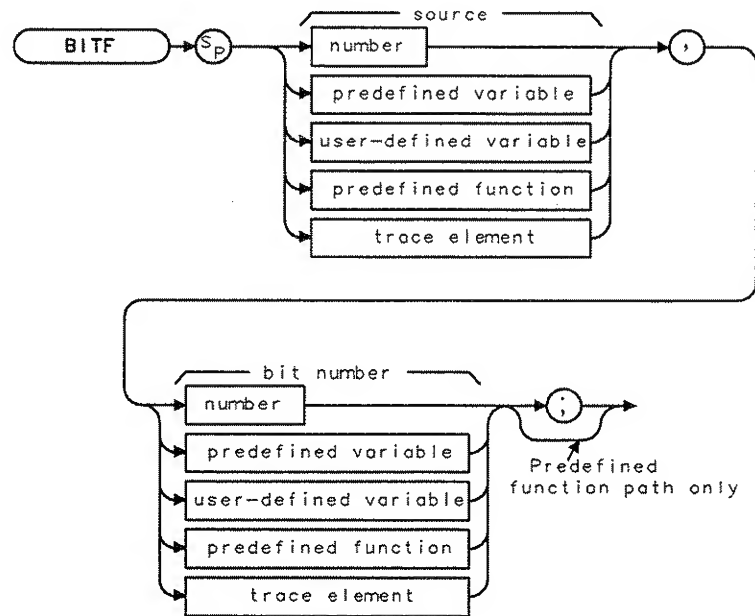 source
BITF SP number ,
predefined variable
user-defined variable
predefined function
trace element
bit number
number ;
predefined variable
Predefined
function path only
user-defined variable
predefined function
trace element